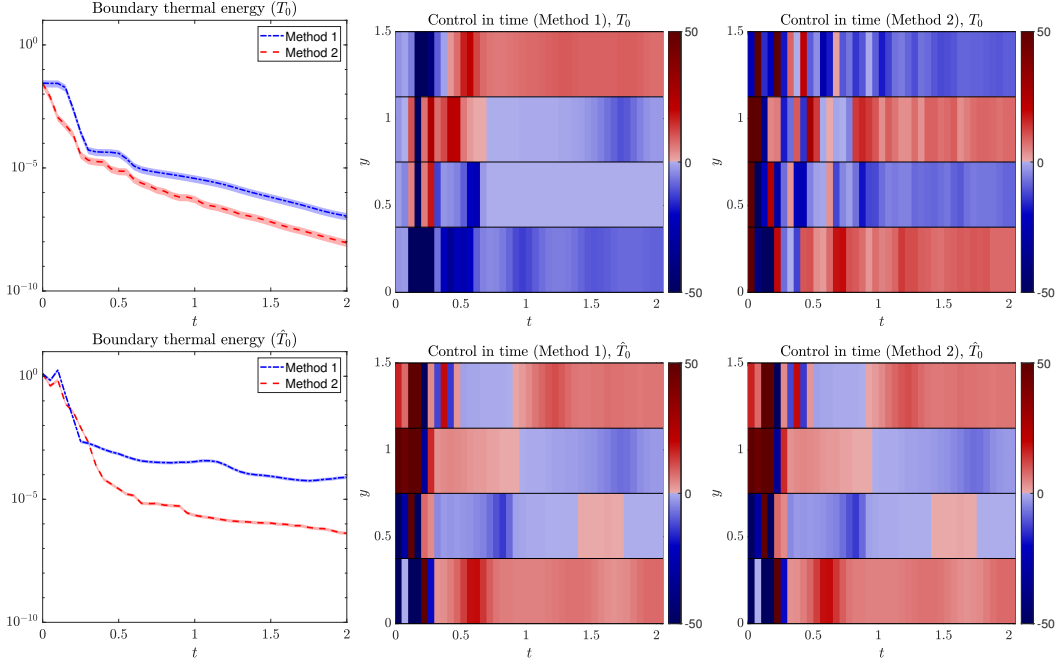 Boundary thermal energy (T₀)
10⁰
10⁻⁵
10⁻¹⁰
0 0.5 1 1.5 2
t
Method 1
Method 2
Control in time (Method 1), T₀
1.5
1
0.5
0
y
0 0.5 1 1.5 2
t
50
0
-50
Control in time (Method 2), T₀
1.5
1
0.5
0
y
0 0.5 1 1.5 2
t
50
0
-50
Boundary thermal energy (T̂₀)
10⁰
10⁻⁵
10⁻¹⁰
0 0.5 1 1.5 2
t
Method 1
Method 2
Control in time (Method 1), T̂₀
1.5
1
0.5
0
y
0 0.5 1 1.5 2
t
50
0
-50
Control in time (Method 2), T̂₀
1.5
1
0.5
0
y
0 0.5 1 1.5 2
t
50
0
-50